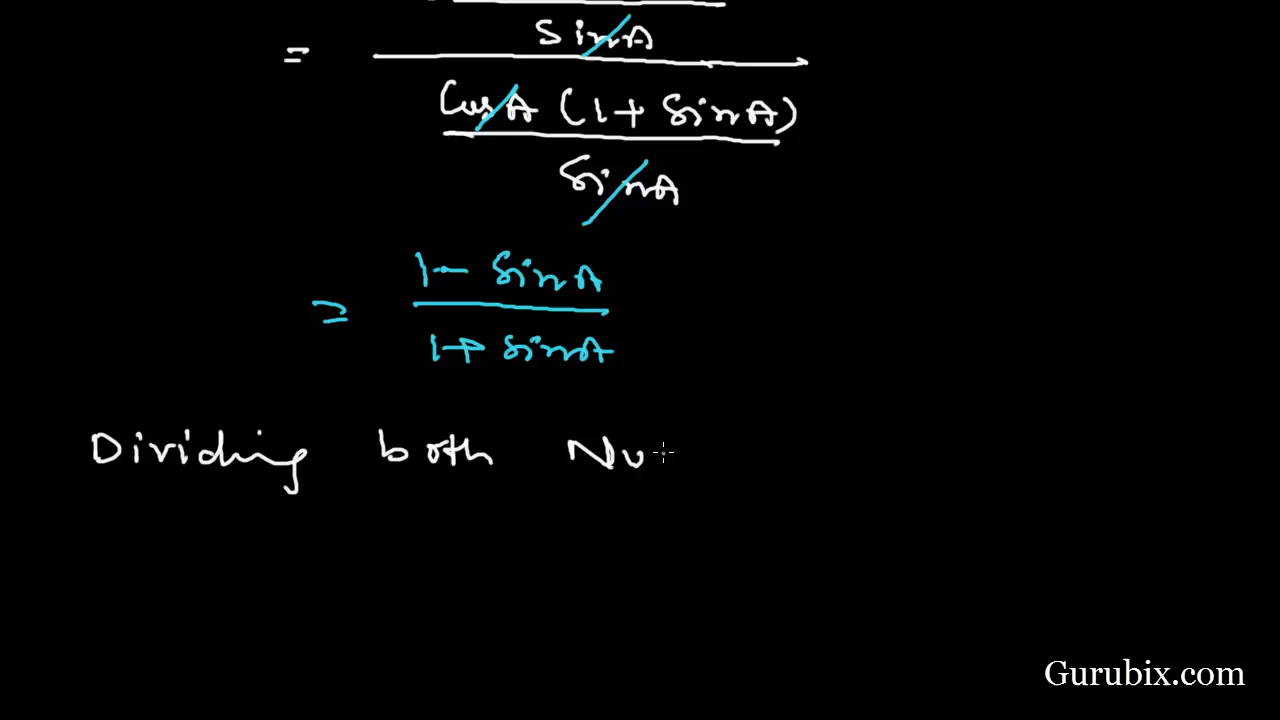 SinA
=
CosA (1 + SinA)
SinA
1 - SinA
=
1 + SinA
Dividing both Nu
Gurubix.com